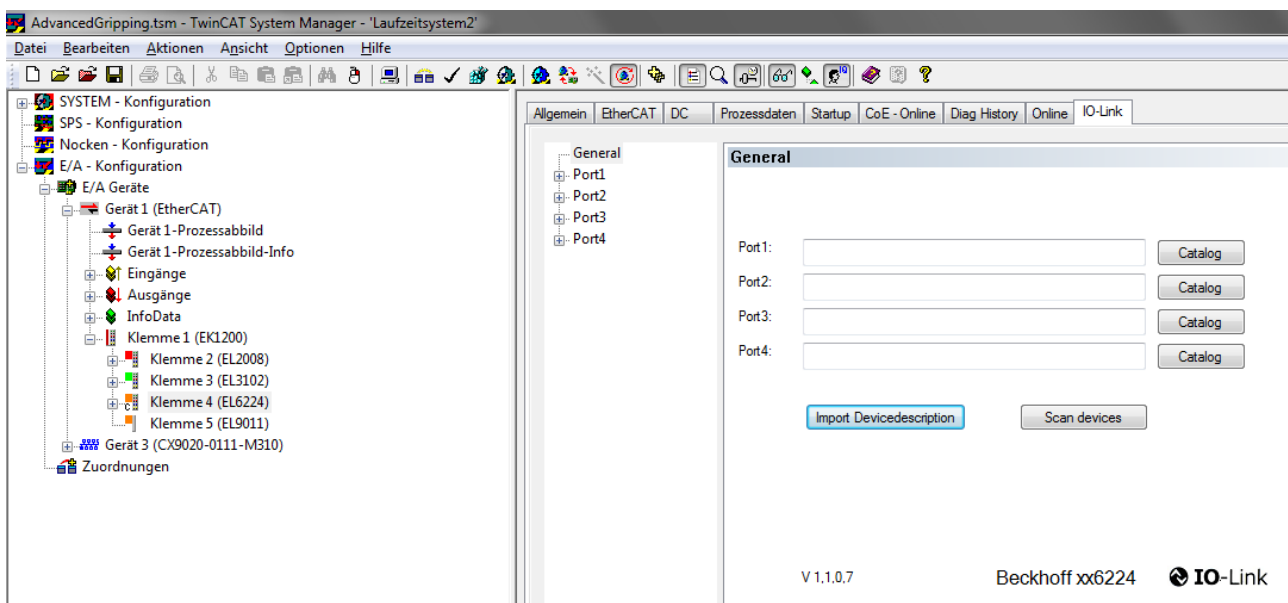 AdvancedGripping.tsm - TwinCAT System Manager - 'Laufzeitsystem2'
Datei Bearbeiten Aktionen Ansicht Optionen Hilfe
SYSTEM - Konfiguration
SPS - Konfiguration
Nocken - Konfiguration
E/A - Konfiguration
E/A Geräte
Gerät 1 (EtherCAT)
Gerät 1-Prozessabbild
Gerät 1-Prozessabbild-Info
Eingänge
Ausgänge
InfoData
Klemme 1 (EK1200)
Klemme 2 (EL2008)
Klemme 3 (EL3102)
Klemme 4 (EL6224)
Klemme 5 (EL9011)
Gerät 3 (CX9020-0111-M310)
Zuordnungen
Allgemein EtherCAT DC Prozessdaten Startup CoE - Online Diag History Online IO-Link
General
Port1
Port2
Port3
Port4
General
Port1: Catalog
Port2: Catalog
Port3: Catalog
Port4: Catalog
Import Devicedescription Scan devices
V 1,1,0,7 Beckhoff xx6224 IO-Link